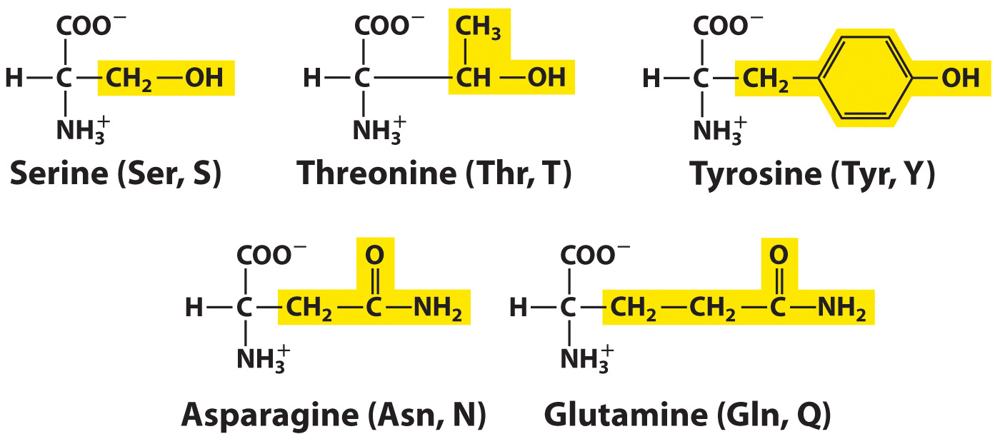 COO⁻ COO⁻ CH₃ COO⁻
H—C—CH₂—OH H—C—CH—OH H—C—CH₂ OH
NH₃⁺ NH₃⁺ NH₃⁺
Serine (Ser, S) Threonine (Thr, T) Tyrosine (Tyr, Y)
COO⁻ O COO⁻ O
H—C—CH₂—C—NH₂ H—C—CH₂—CH₂—C—NH₂
NH₃⁺ NH₃⁺
Asparagine (Asn, N) Glutamine (Gln, Q)